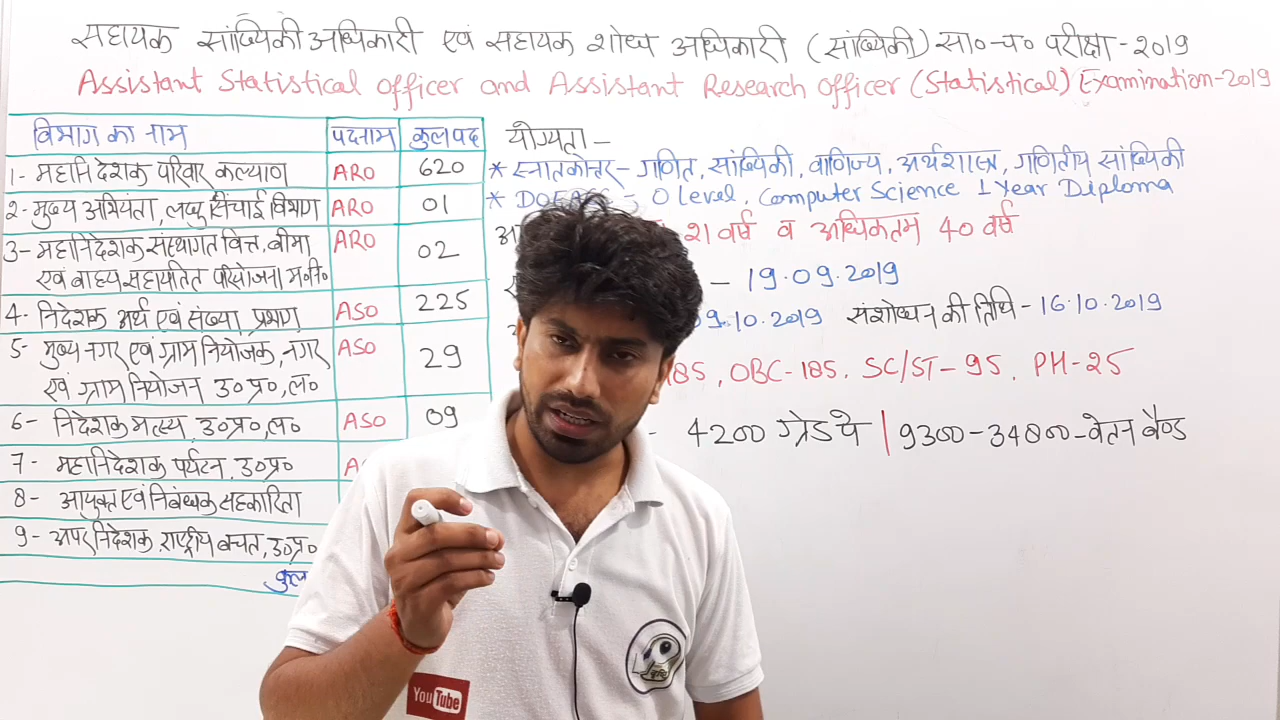 सहायक सांख्यिकी अधिकारी एवं सहायक शोध अधिकारी (सांख्यिकी) सा०-च० परीक्षा-2019
Assistant Statistical officer and Assistant Research Officer (Statistical) Examination-2019
विभाग का नाम पदनाम कुल पद
1- महानिदेशक परिवार कल्याण ARO 620
2- मुख्य अभियंता, लघु सिंचाई विभाग ARO 01
3- महानिदेशक संस्थागत वित्त, बीमा ARO 02
एवं वाह्य सहायतित परियोजना म०नि०
4- निदेशक अर्थ एवं संख्या प्रभाग ASO 225
5- मुख्य नगर एवं ग्राम नियोजक, नगर ASO 29
एवं ग्राम नियोजन उ०प्र०, ल०
6- निदेशक मत्स्य, उ०प्र०, ल० ASO 09
7- महानिदेशक पर्यटन, उ०प्र०
8- आयुक्त एवं निबंधक सहकारिता
9- अपर निदेशक, राष्ट्रीय बचत, उ०प्र०
कुल
योग्यता -
* स्नातकोत्तर - गणित, सांख्यिकी, वाणिज्य, अर्थशास्त्र, गणितीय सांख्यिकी
* DOEACC - O level, Computer Science 1 Year Diploma
21 वर्ष व अधिकतम 40 वर्ष
- 19.09.2019
09.10.2019 संशोधन की तिथि - 16.10.2019
185, OBC-185, SC/ST-95, PH-25
- 4200 ग्रेड पे | 9300-34800-वेतन बैण्ड
You Tube